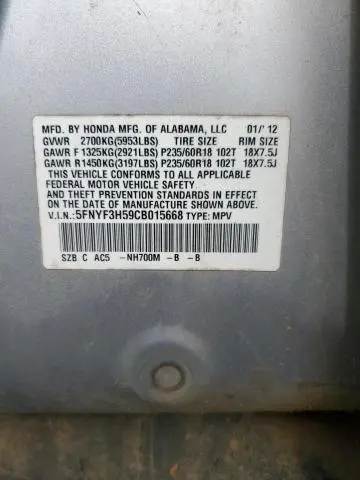 MFD. BY HONDA MFG. OF ALABAMA, LLC 01/'12
GVWR 2700KG(5953LBS) TIRE SIZE RIM SIZE
GAWR F 1325KG(2921LBS) P235/60R18 102T 18X7.5J
GAWR R 1450KG(3197LBS) P235/60R18 102T 18X7.5J
THIS VEHICLE CONFORMS TO ALL APPLICABLE
FEDERAL MOTOR VEHICLE SAFETY
AND THEFT PREVENTION STANDARDS IN EFFECT
ON THE DATE OF MANUFACTURE SHOWN ABOVE.
V.I.N.: 5FNYF3H59CB015668 TYPE: MPV
SZB C AC5 -NH700M -B -B